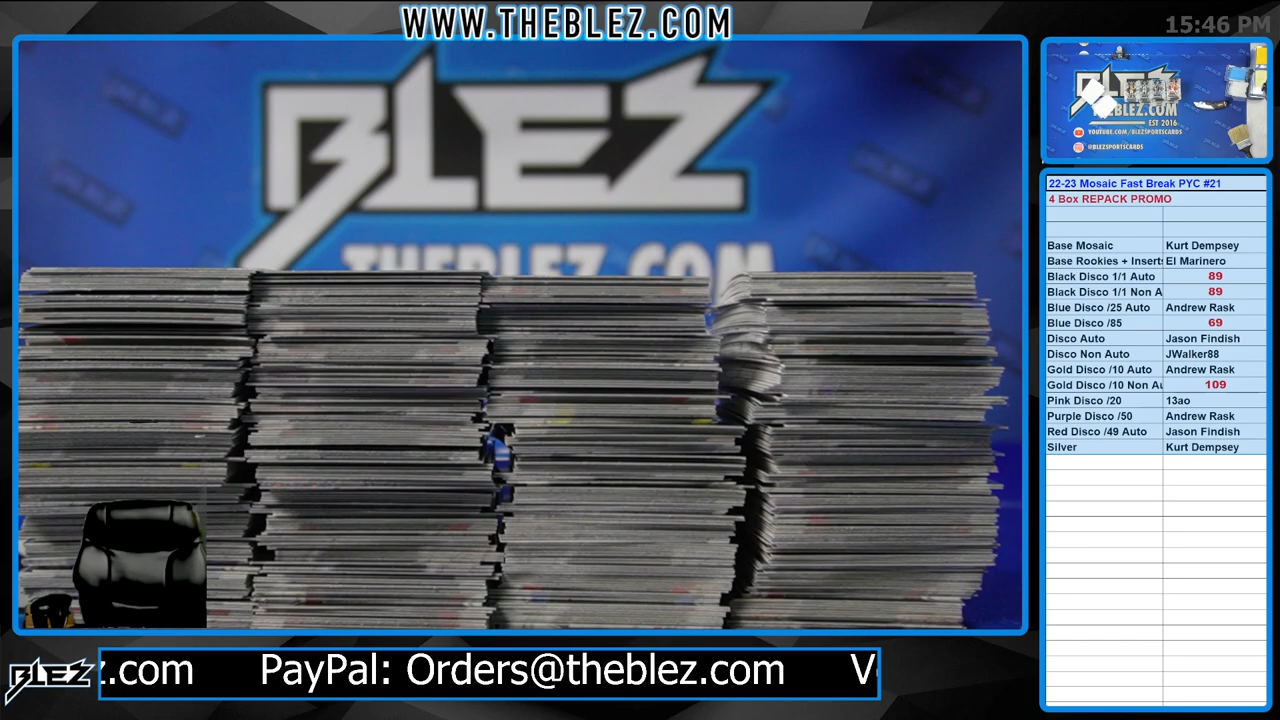 WWW.THEBLEZ.COM
15:46 PM
BLEZ
THEBLEZ.COM
BLEZ
THEBLEZ.COM
EST 2016
YOUTUBE.COM/BLEZSPORTSCARDS
@BLEZSPORTSCARDS
22-23 Mosaic Fast Break PYC #21
4 Box REPACK PROMO
Base Mosaic Kurt Dempsey
Base Rookies + Inserts El Marinero
Black Disco 1/1 Auto 89
Black Disco 1/1 Non A 89
Blue Disco /25 Auto Andrew Rask
Blue Disco /85 69
Disco Auto Jason Findish
Disco Non Auto JWalker88
Gold Disco /10 Auto Andrew Rask
Gold Disco /10 Non Au 109
Pink Disco /20 13ao
Purple Disco /50 Andrew Rask
Red Disco /49 Auto Jason Findish
Silver Kurt Dempsey
BLEZ
z.com PayPal: Orders@theblez.com V